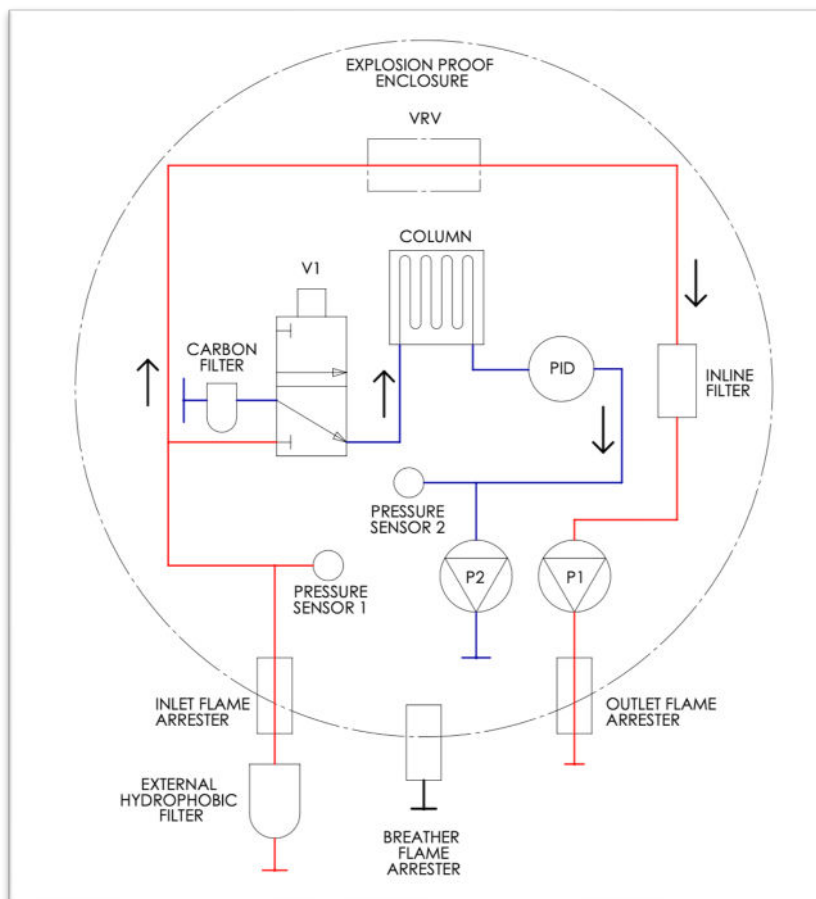 EXPLOSION PROOF
ENCLOSURE
VRV
COLUMN
V1
CARBON
FILTER
PID
INLINE
FILTER
PRESSURE
SENSOR 2
P2
P1
PRESSURE
SENSOR 1
INLET FLAME
ARRESTER
OUTLET FLAME
ARRESTER
EXTERNAL
HYDROPHOBIC
FILTER
BREATHER
FLAME
ARRESTER